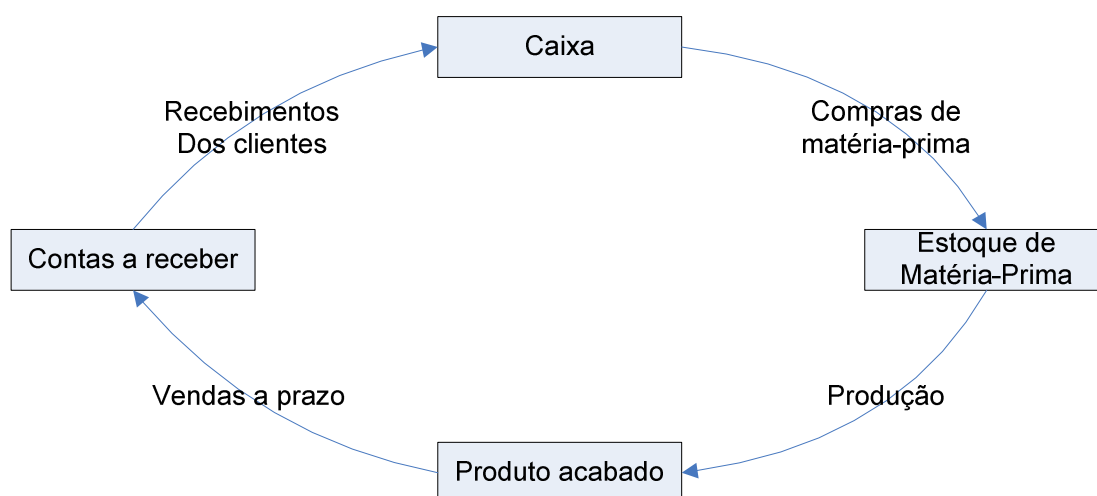 Caixa
Recebimentos
Dos clientes
Compras de
matéria-prima
Contas a receber
Estoque de
Matéria-Prima
Vendas a prazo
Produção
Produto acabado